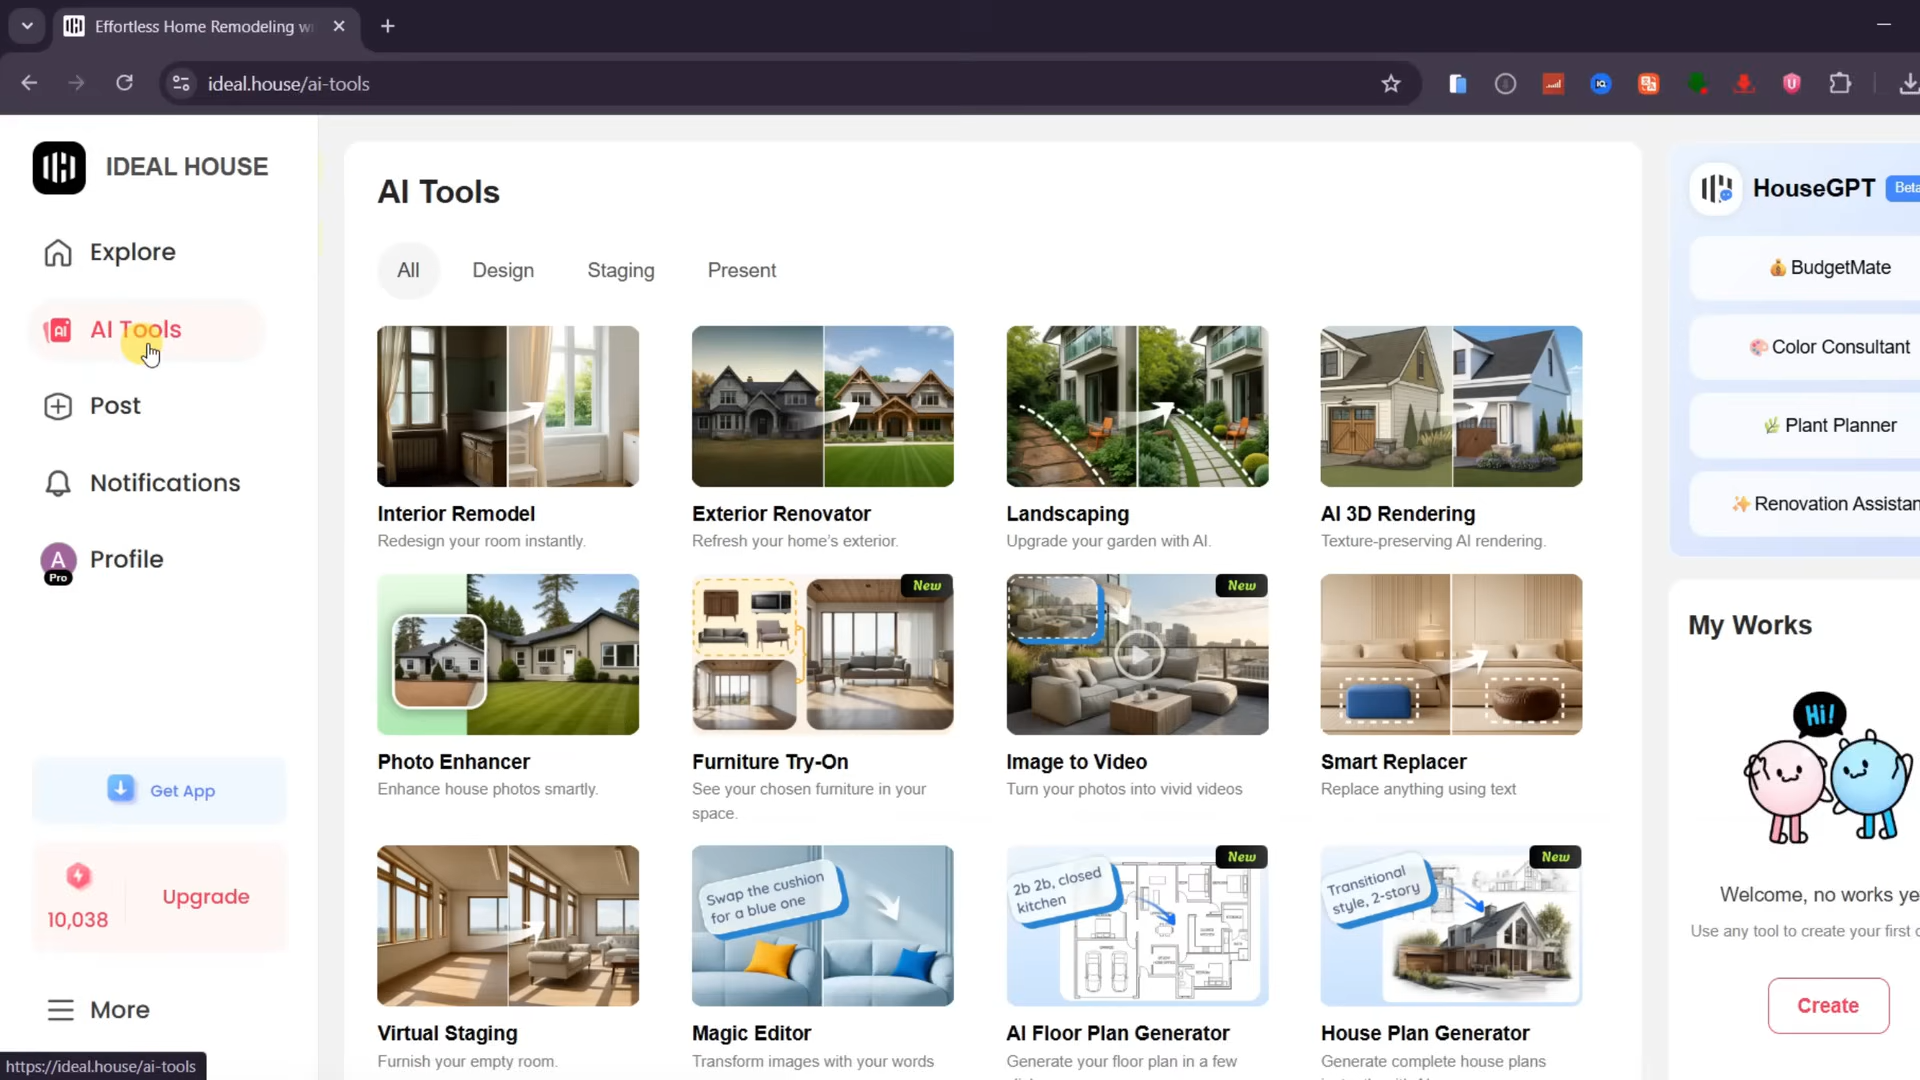 Effortless Home Remodeling w
ideal.house/ai-tools
IDEAL HOUSE
Explore
AI Tools
Post
Notifications
A
Pro
Profile
Get App
10,038
Upgrade
More
https://ideal.house/ai-tools
AI Tools
All
Design
Staging
Present
Interior Remodel
Redesign your room instantly.
Exterior Renovator
Refresh your home's exterior.
Landscaping
Upgrade your garden with AI.
AI 3D Rendering
Texture-preserving AI rendering.
Photo Enhancer
Enhance house photos smartly.
New
Furniture Try-On
See your chosen furniture in your
space.
New
Image to Video
Turn your photos into vivid videos
Smart Replacer
Replace anything using text
Virtual Staging
Furnish your empty room.
Swap the cushion
for a blue one
Magic Editor
Transform images with your words
New
2b 2b, closed
kitchen
AI Floor Plan Generator
Generate your floor plan in a few
New
Transitional
style, 2-story
House Plan Generator
Generate complete house plans
HouseGPT
Beta
BudgetMate
Color Consultant
Plant Planner
Renovation Assistan
My Works
Hi!
Welcome, no works ye
Use any tool to create your first c
Create